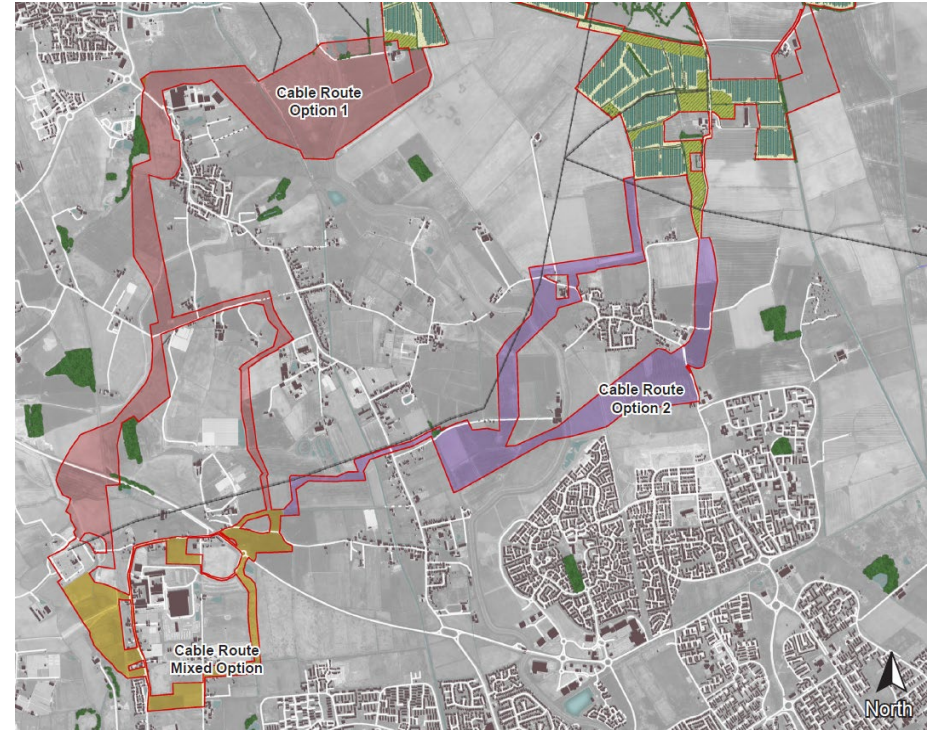 Cable Route
Option 1
Cable Route
Option 2
Cable Route
Mixed Option
North